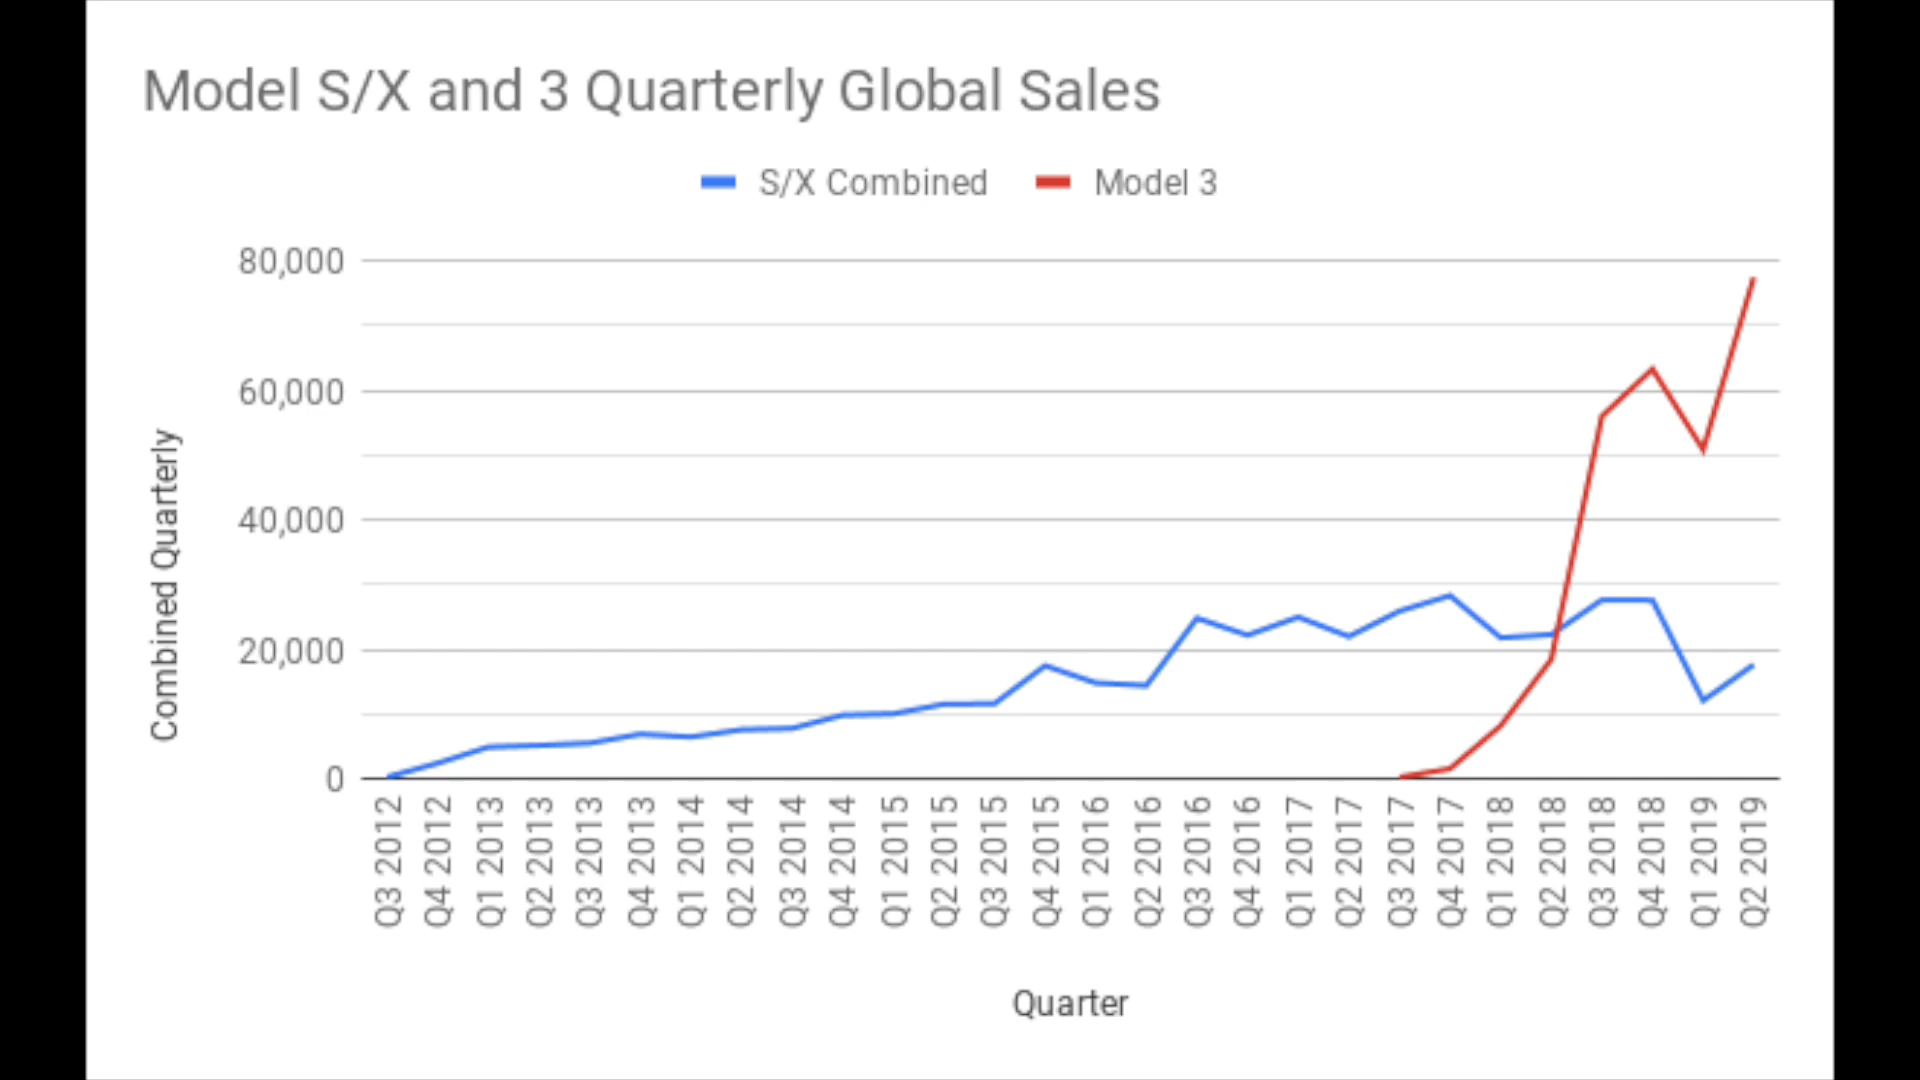 Model S/X and 3 Quarterly Global Sales
S/X Combined
Model 3
80,000
60,000
40,000
20,000
0
Combined Quarterly
Q3 2012
Q4 2012
Q1 2013
Q2 2013
Q3 2013
Q4 2013
Q1 2014
Q2 2014
Q3 2014
Q4 2014
Q1 2015
Q2 2015
Q3 2015
Q4 2015
Q1 2016
Q2 2016
Q3 2016
Q4 2016
Q1 2017
Q2 2017
Q3 2017
Q4 2017
Q1 2018
Q2 2018
Q3 2018
Q4 2018
Q1 2019
Q2 2019
Quarter